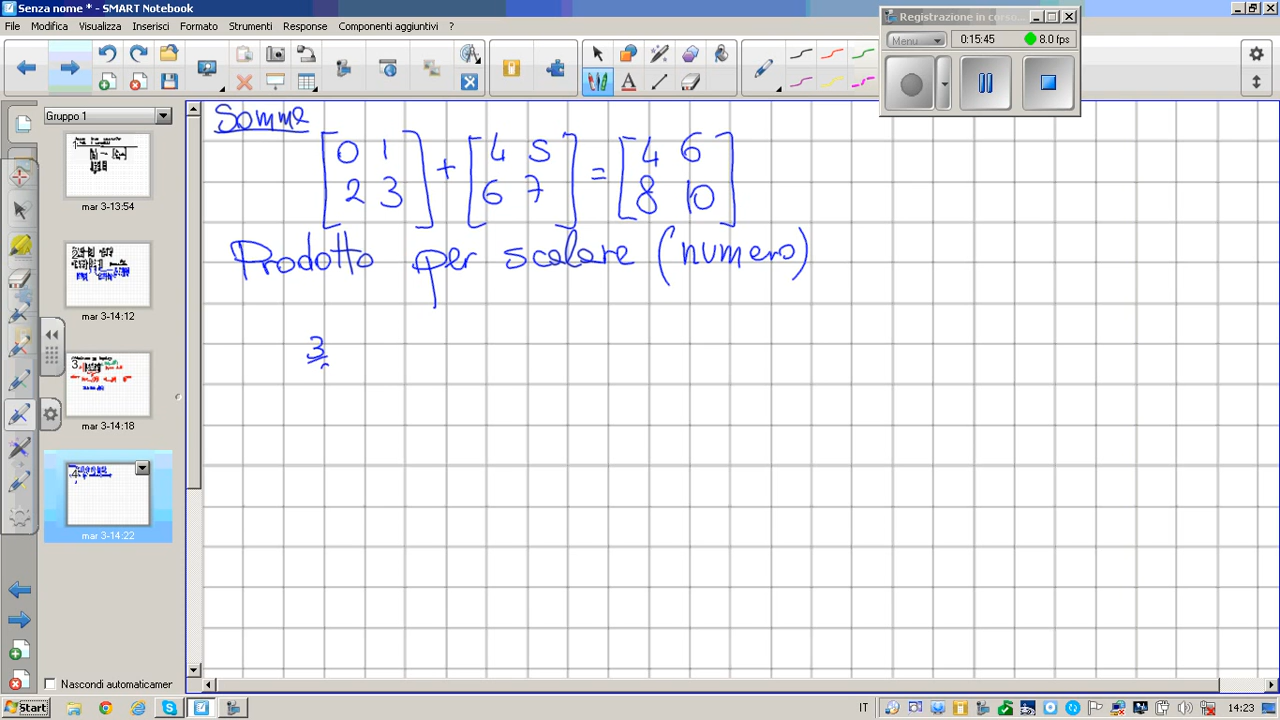 Senza nome * - SMART Notebook
File Modifica Visualizza Inserisci Formato Strumenti Response Componenti aggiuntivi ?
Registrazione in corso...
Menu 0:15:45 8.0 fps
Gruppo 1
mar 3-13:54
mar 3-14:12
3
mar 3-14:18
4
mar 3-14:22
Nascondi automaticamer
Somme
[0 1 + [4 5 = [4 6
2 3] 6 7] 8 10]
Prodotto per scalare (numero)
3
Start IT 14:23